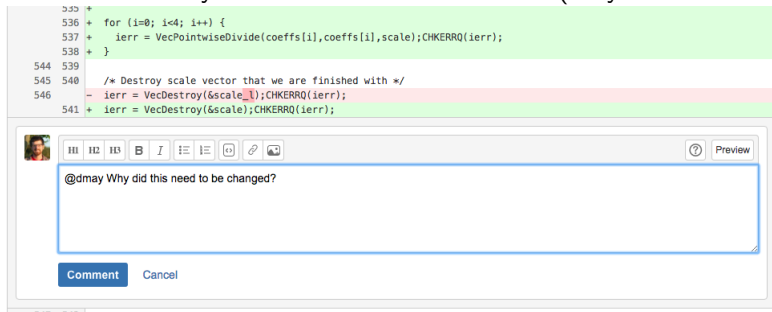 535 +
536 + for (i=0; i<4; i++) {
537 + ierr = VecPointwiseDivide(coeffs[i],coeffs[i],scale);CHKERRQ(ierr);
538 + }
544 539
545 540 /* Destroy scale vector that we are finished with */
546 - ierr = VecDestroy(&scale_l);CHKERRQ(ierr);
541 + ierr = VecDestroy(&scale);CHKERRQ(ierr);
H1 H2 H3 B I Preview
@dmay Why did this need to be changed?
Comment Cancel